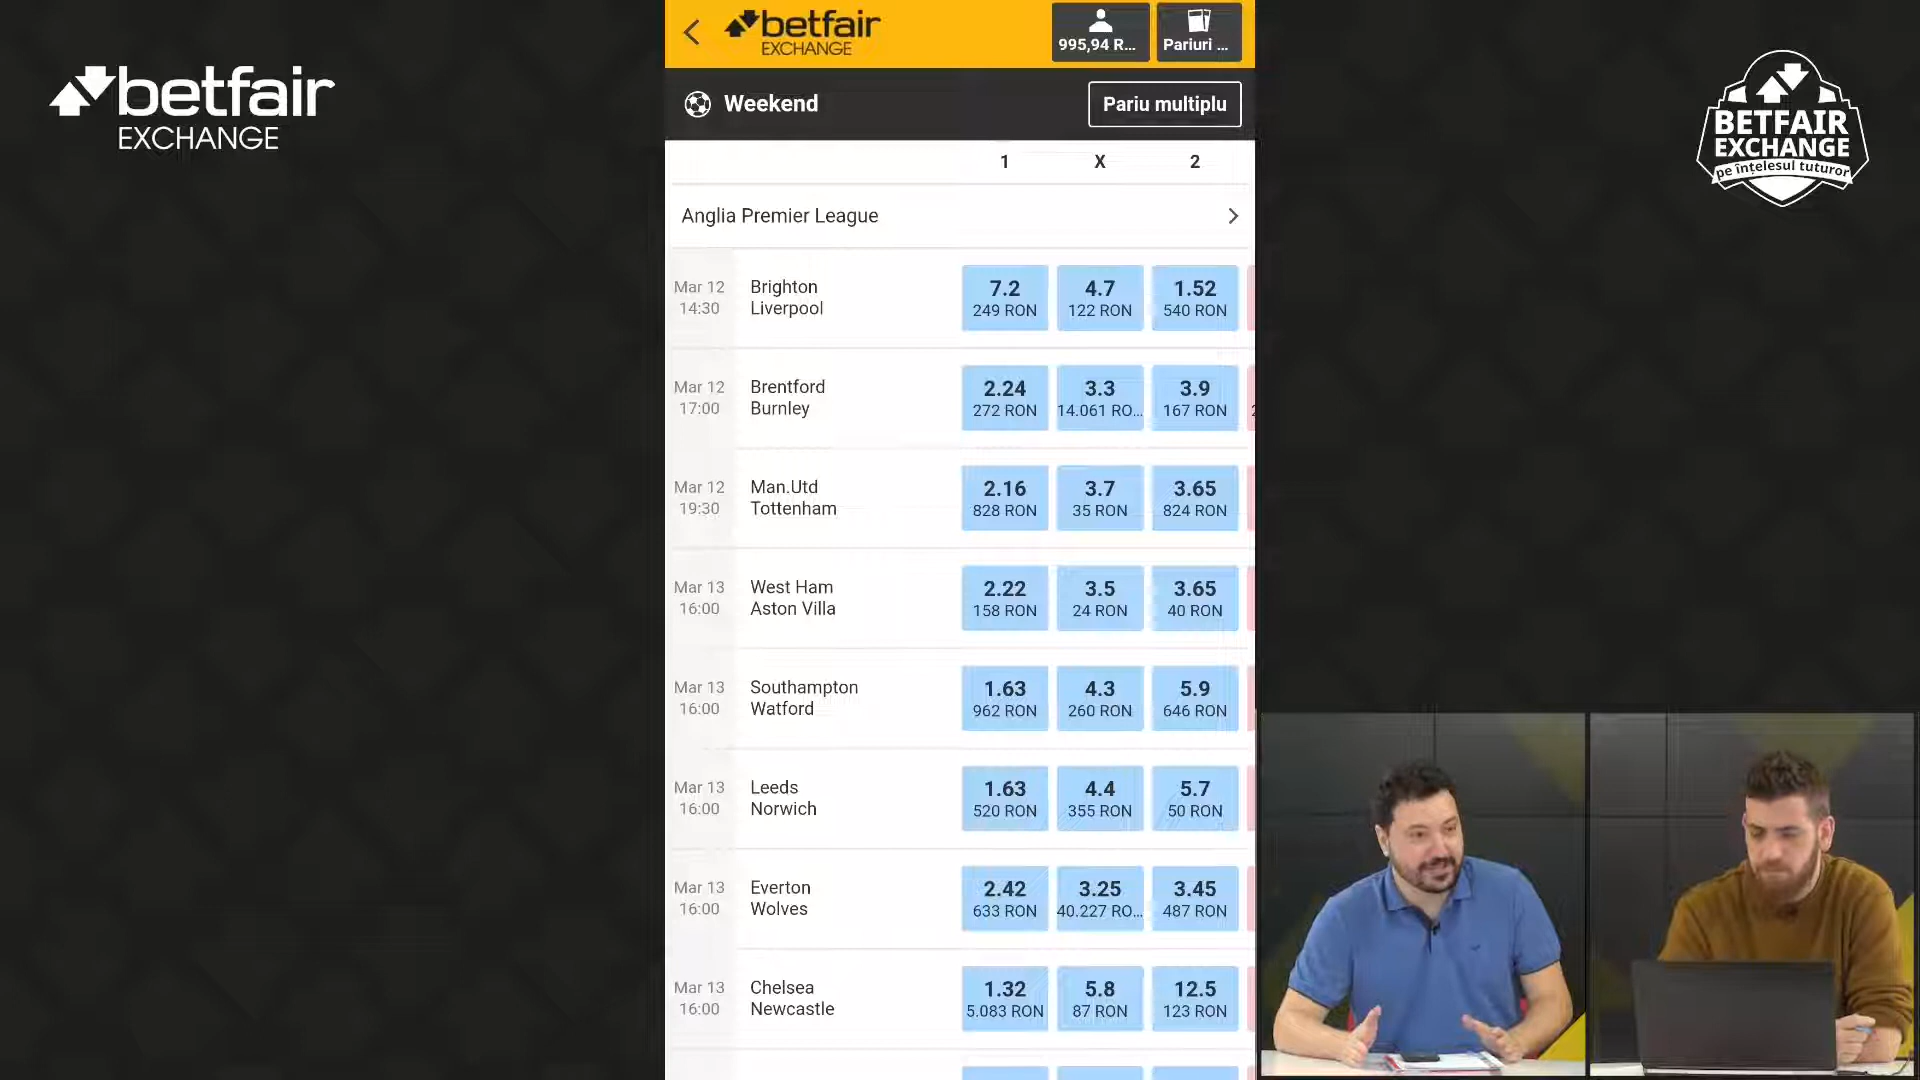 betfair
EXCHANGE
betfair
EXCHANGE
995,94 R...
Pariuri ...
BETFAIR
EXCHANGE
pe înțelesul tuturor
Weekend
Pariu multiplu
1 X 2
Anglia Premier League
Mar 12 Brighton 7.2 4.7 1.52
14:30 Liverpool 249 RON 122 RON 540 RON
Mar 12 Brentford 2.24 3.3 3.9
17:00 Burnley 272 RON 14.061 RO... 167 RON
Mar 12 Man.Utd 2.16 3.7 3.65
19:30 Tottenham 828 RON 35 RON 824 RON
Mar 13 West Ham 2.22 3.5 3.65
16:00 Aston Villa 158 RON 24 RON 40 RON
Mar 13 Southampton 1.63 4.3 5.9
16:00 Watford 962 RON 260 RON 646 RON
Mar 13 Leeds 1.63 4.4 5.7
16:00 Norwich 520 RON 355 RON 50 RON
Mar 13 Everton 2.42 3.25 3.45
16:00 Wolves 633 RON 40.227 RO... 487 RON
Mar 13 Chelsea 1.32 5.8 12.5
16:00 Newcastle 5.083 RON 87 RON 123 RON